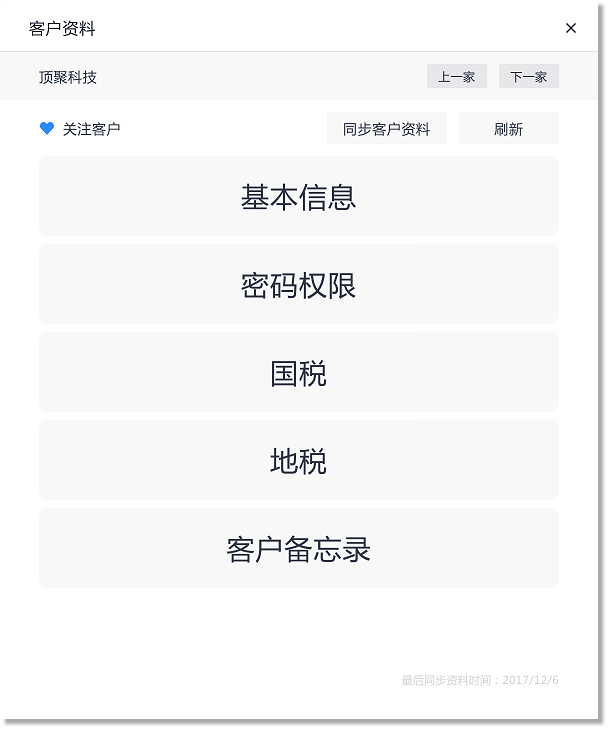 客户资料
×
顶聚科技 上一家 下一家
关注客户 同步客户资料 刷新
基本信息
密码权限
国税
地税
客户备忘录
最后同步资料时间：2017/12/6